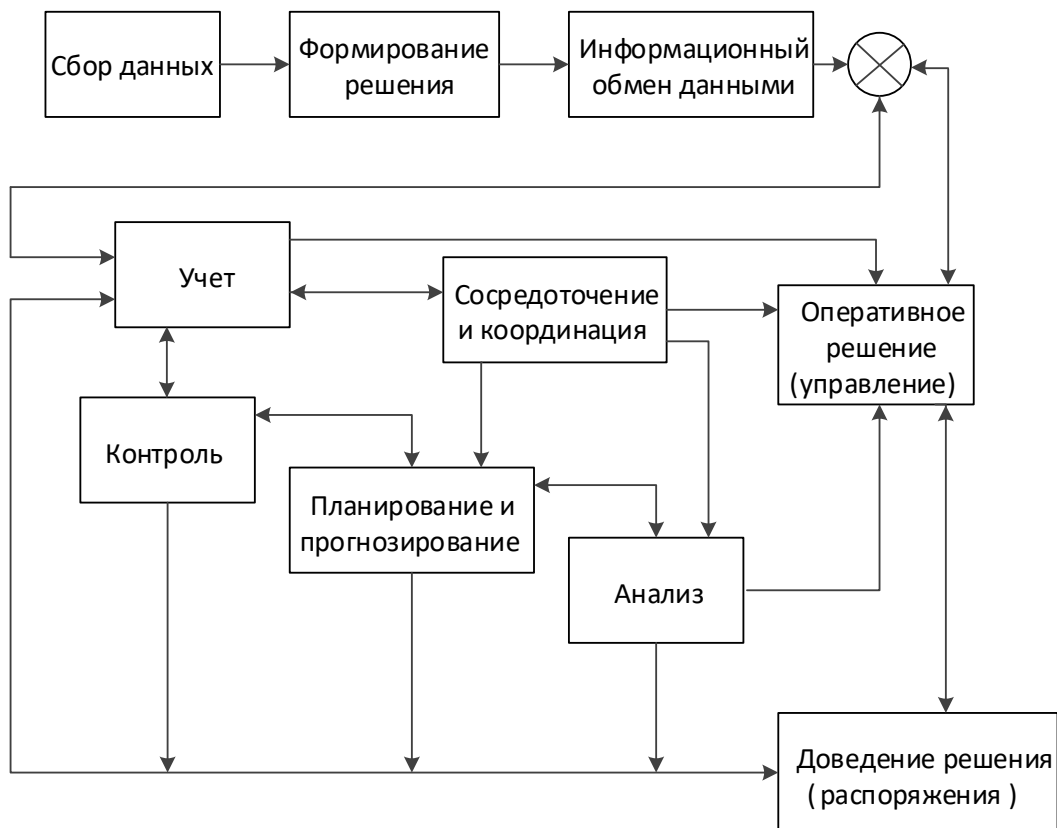 Сбор данных
Формирование
решения
Информационный
обмен данными
Учет
Сосредоточение
и координация
Оперативное
решение
(управление)
Контроль
Планирование и
прогнозирование
Анализ
Доведение решения
( распоряжения )